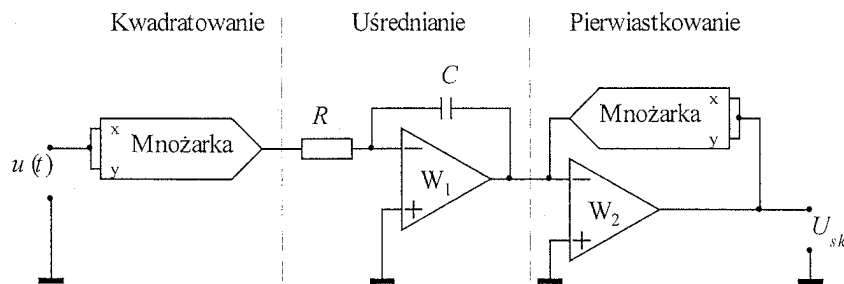 Kwadratowanie
Uśrednianie
Pierwiastkowanie
C
R
x
Mnożarka
y
u (t)
W1
x
Mnożarka
y
W2
Usk